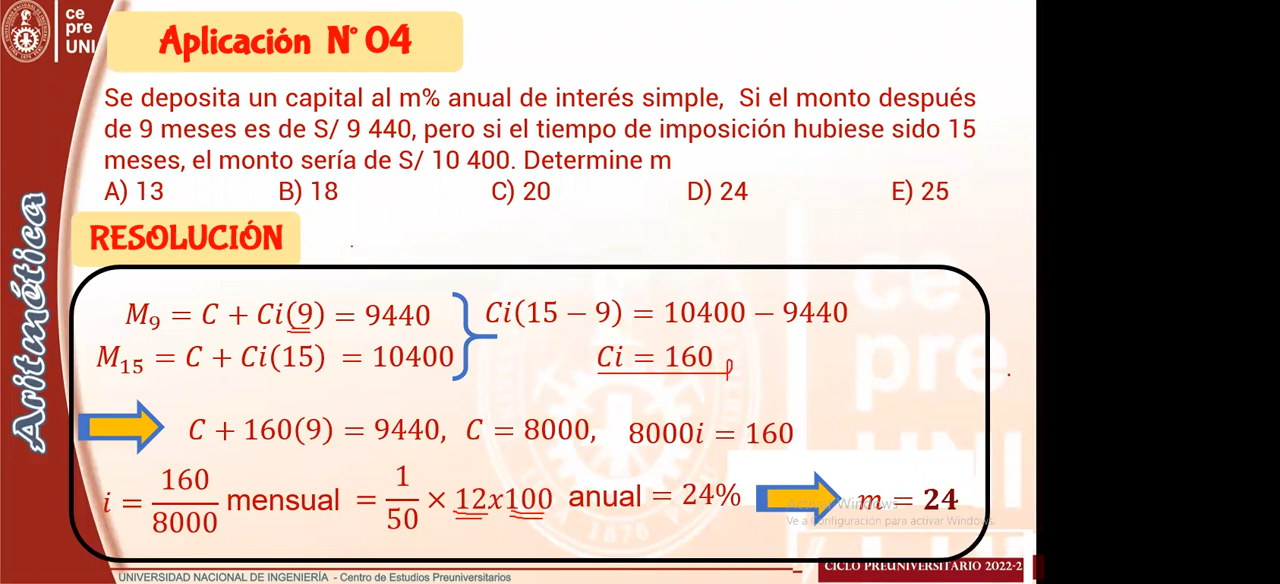 ce
pre
UNI
Aplicación N° 04
Se deposita un capital al m% anual de interés simple, Si el monto después
de 9 meses es de S/ 9 440, pero si el tiempo de imposición hubiese sido 15
meses, el monto sería de S/ 10 400. Determine m
A) 13 B) 18 C) 20 D) 24 E) 25
RESOLUCIÓN
Aritmética
M₉ = C + Ci(9) = 9440
M₁₅ = C + Ci(15) = 10400
Ci(15 − 9) = 10400 − 9440
Ci = 160
C + 160(9) = 9440, C = 8000, 8000i = 160
i = 160/8000 mensual = 1/50 × 12x100 anual = 24% m = 24
Ve a Configuración para activar Windows.
ce
pre
UNI
1876
UNIVERSIDAD NACIONAL DE INGENIERÍA - Centro de Estudios Preuniversitarios
CICLO PREUNIVERSITARIO 2022-2